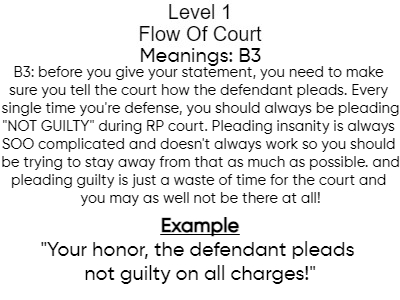 Level 1
Flow Of Court
Meanings: B3
B3: before you give your statement, you need to make
sure you tell the court how the defendant pleads. Every
single time you're defense, you should always be pleading
"NOT GUILTY" during RP court. Pleading insanity is always
SOO complicated and doesn't always work so you should
be trying to stay away from that as much as possible. and
pleading guilty is just a waste of time for the court and
you may as well not be there at all!
Example
"Your honor, the defendant pleads
not guilty on all charges!"